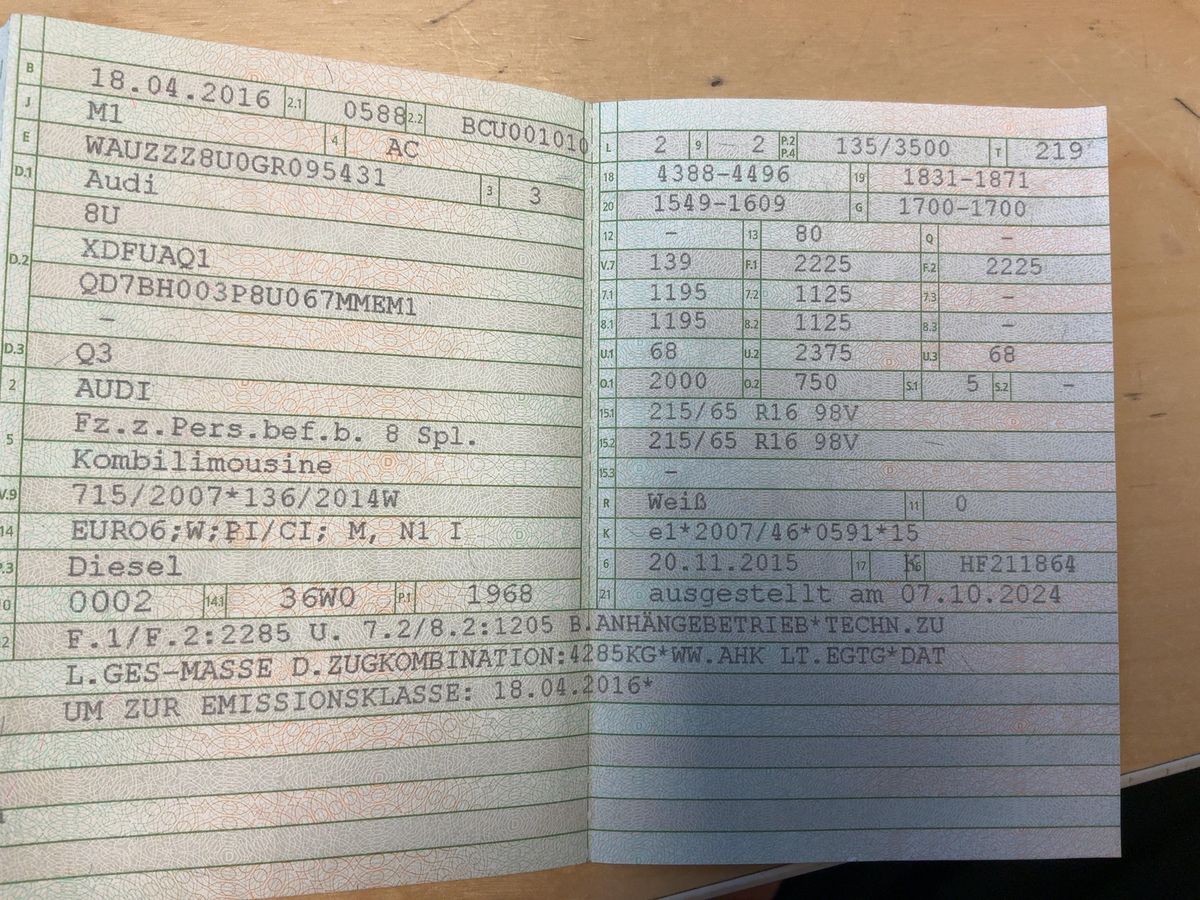 B 18.04.2016 2.1 0588 2.2 BCU001010
J M1 4 AC
E WAUZZZ8U0GR095431 3 3
D.1 Audi
8U
D.2 XDFUAQ1
QD7BH003P8U067MMEM1
-
D.3 Q3
2 AUDI
5 Fz.z.Pers.bef.b. 8 Spl.
Kombilimousine
V.9 715/2007*136/2014W
14 EURO6;W;PI/CI; M, N1 I
P.3 Diesel
10 0002 14.1 36W0 P.1 1968
22 F.1/F.2:2285 U. 7.2/8.2:1205 B.ANHÄNGEBETRIEB*TECHN.ZU
L.GES-MASSE D.ZUGKOMBINATION:4285KG*WW.AHK LT.EGTG*DAT
UM ZUR EMISSIONSKLASSE: 18.04.2016*
L 2 9 - 2 P.2 P.4 135/3500 T 219
18 4388-4496 19 1831-1871
20 1549-1609 G 1700-1700
12 - 13 80 Q -
V.7 139 F.1 2225 F.2 2225
7.1 1195 7.2 1125 7.3 -
8.1 1195 8.2 1125 8.3 -
U.1 68 U.2 2375 U.3 68
O.1 2000 O.2 750 S.1 5 S.2 -
15.1 215/65 R16 98V
15.2 215/65 R16 98V
15.3 -
R Weiß 11 0
K e1*2007/46*0591*15
6 20.11.2015 17 K 16 HF211864
21 ausgestellt am 07.10.2024